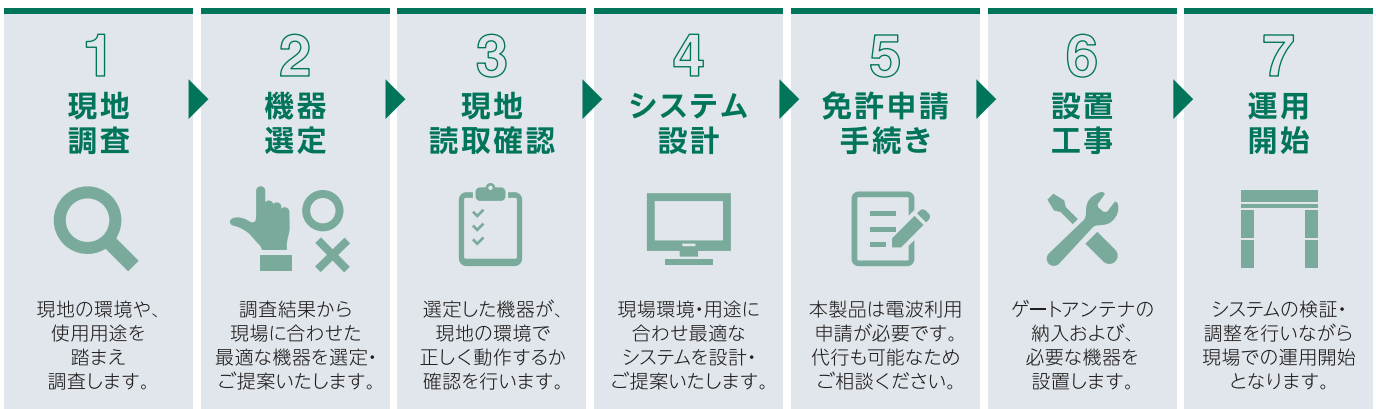 1
現地
調査
現地の環境や、
使用用途を
踏まえ
調査します。
2
機器
選定
調査結果から
現場に合わせた
最適な機器を選定・
ご提案いたします。
3
現地
読取確認
選定した機器が、
現地の環境で
正しく動作するか
確認を行います。
4
システム
設計
現場環境・用途に
合わせ最適な
システムを設計・
ご提案いたします。
5
免許申請
手続き
本製品は電波利用
申請が必要です。
代行も可能なため
ご相談ください。
6
設置
工事
ゲートアンテナの
納入および、
必要な機器を
設置します。
7
運用
開始
システムの検証・
調整を行いながら
現場での運用開始
となります。